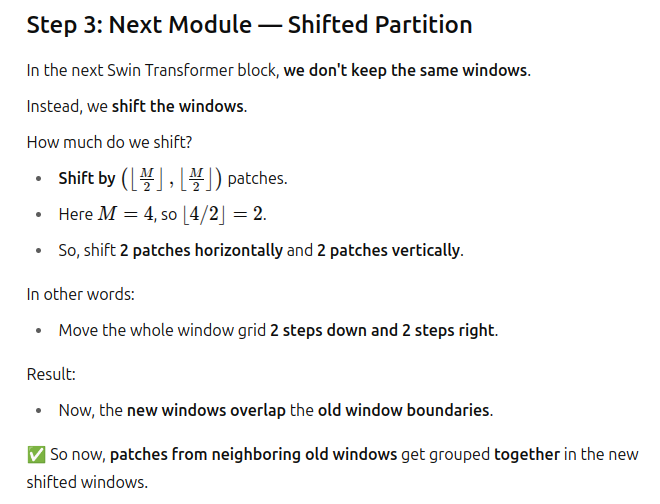 Step 3: Next Module — Shifted Partition
In the next Swin Transformer block, we don't keep the same windows.
Instead, we shift the windows.
How much do we shift?
• Shift by (⌊M/2⌋, ⌊M/2⌋) patches.
• Here M = 4, so ⌊4/2⌋ = 2.
• So, shift 2 patches horizontally and 2 patches vertically.
In other words:
• Move the whole window grid 2 steps down and 2 steps right.
Result:
• Now, the new windows overlap the old window boundaries.
✅ So now, patches from neighboring old windows get grouped together in the new
shifted windows.